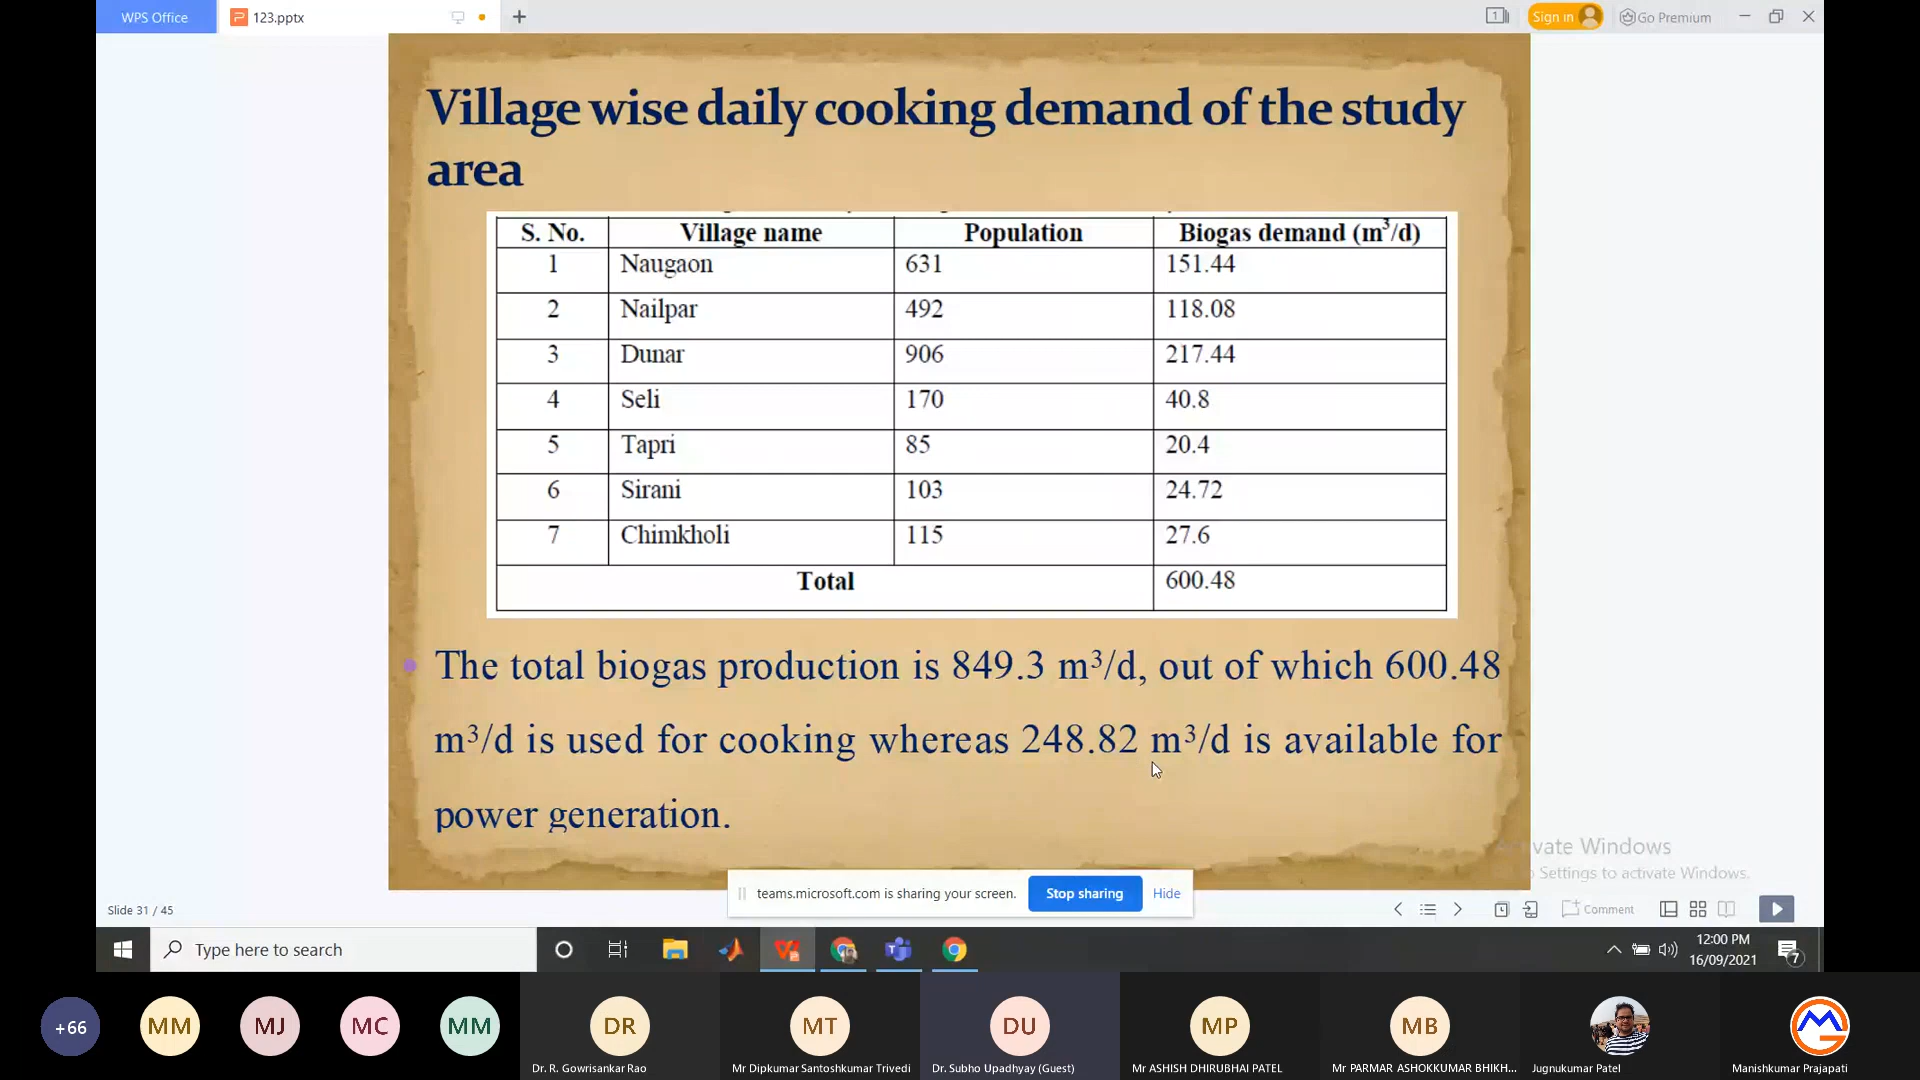 WPS Office
123.pptx
1
Sign in
Go Premium
Village wise daily cooking demand of the study
area
S. No. Village name Population Biogas demand (m³/d)
1 Naugaon 631 151.44
2 Nailpar 492 118.08
3 Dunar 906 217.44
4 Seli 170 40.8
5 Tapri 85 20.4
6 Sirani 103 24.72
7 Chimkholi 115 27.6
Total 600.48
The total biogas production is 849.3 m³/d, out of which 600.48
m³/d is used for cooking whereas 248.82 m³/d is available for
power generation.
vate Windows
Settings to activate Windows.
teams.microsoft.com is sharing your screen. Stop sharing Hide
Slide 31 / 45
Comment
Type here to search
12:00 PM
16/09/2021
7
+66 MM MJ MC MM DR MT DU MP MB
Dr. R. Gowrisankar Rao
Mr Dipkumar Santoshkumar Trivedi
Dr. Subho Upadhyay (Guest)
Mr ASHISH DHIRUBHAI PATEL
Mr PARMAR ASHOKKUMAR BHIKH...
Jugnukumar Patel
Manishkumar Prajapati